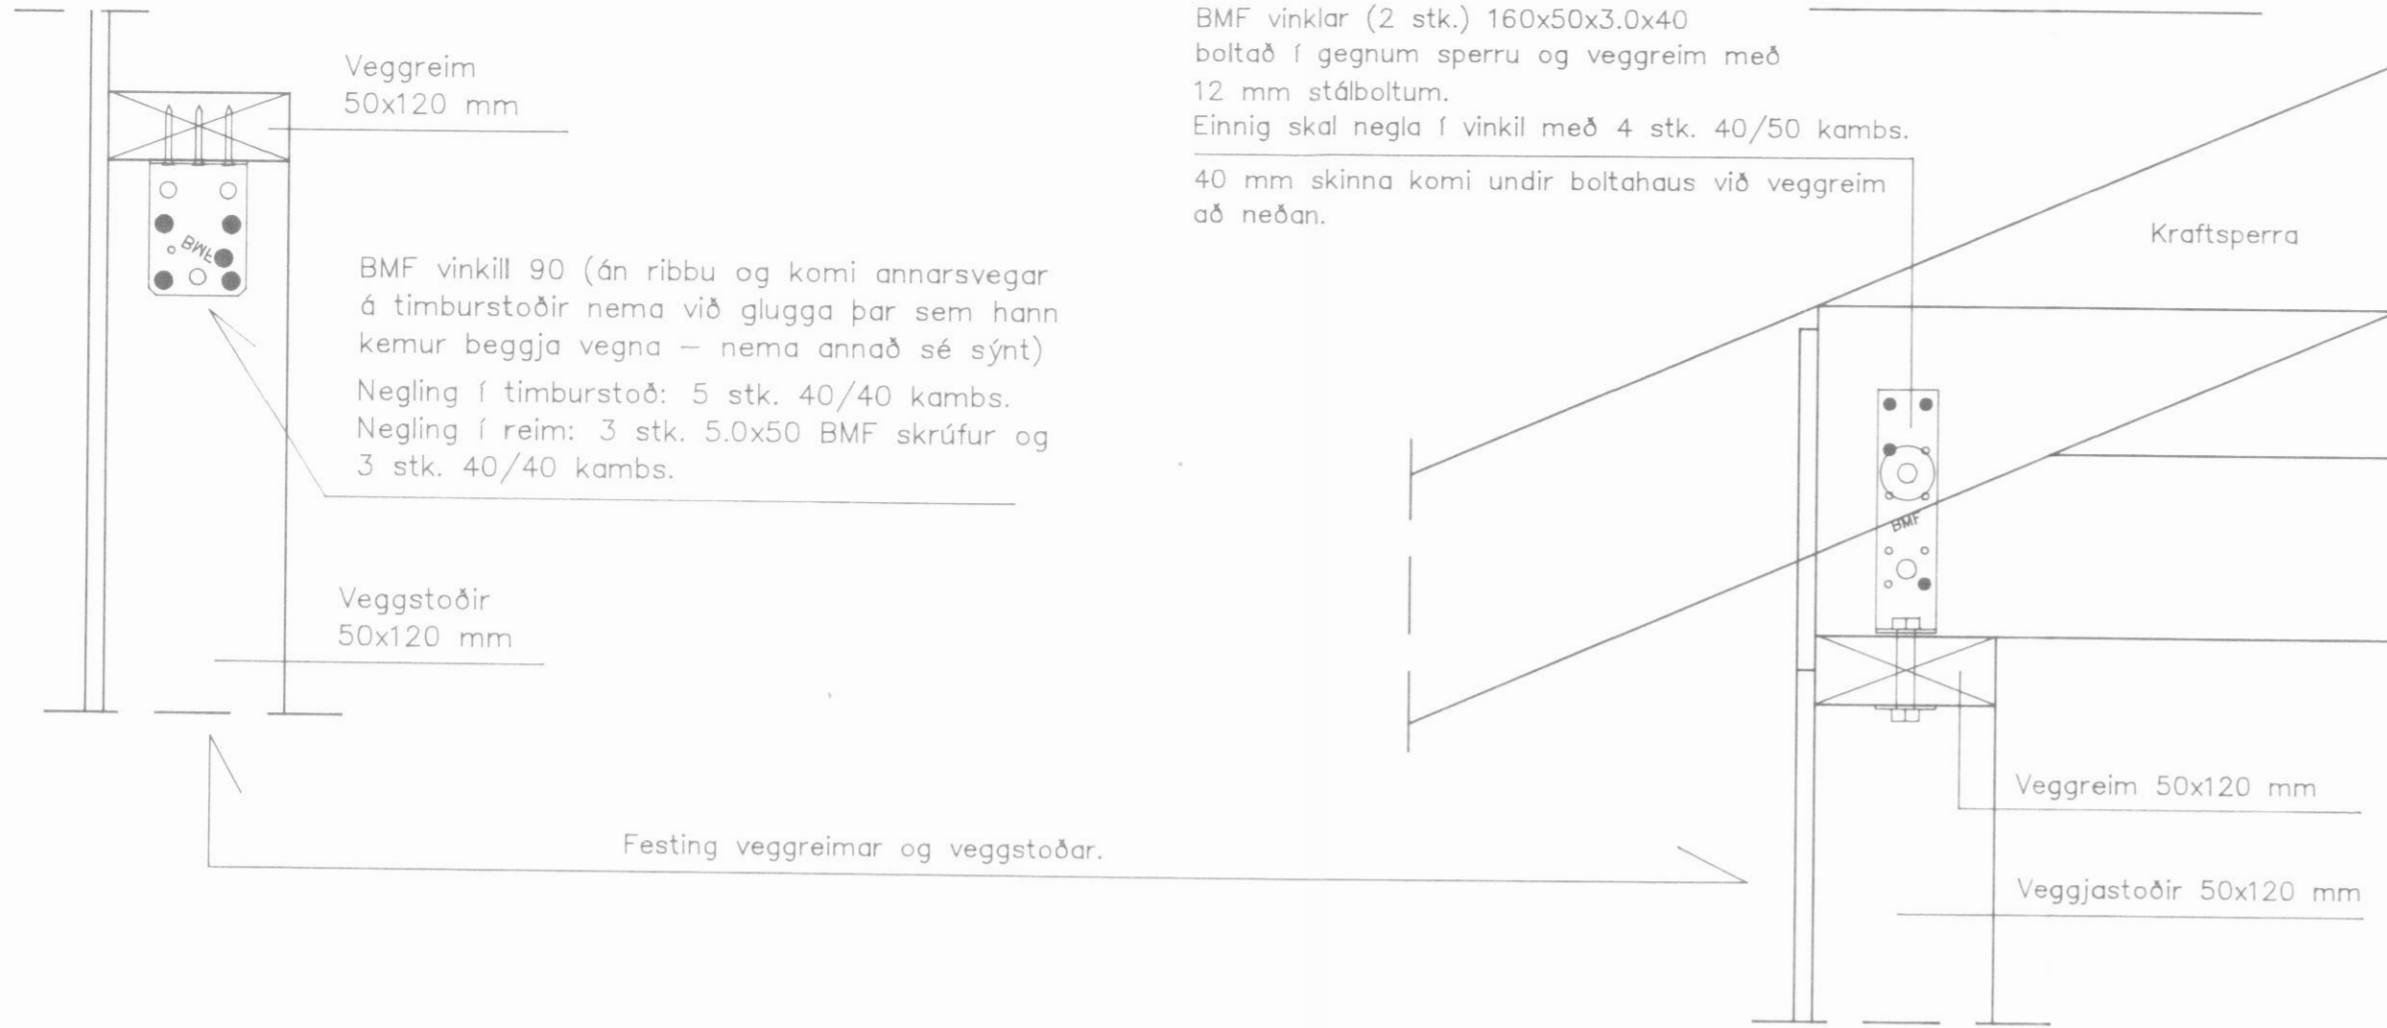 Veggreim
50x120 mm
BMF
BMF vinkill 90 (án ribbu og komi annarsvegar
á timburstoðir nema við glugga þar sem hann
kemur beggja vegna – nema annað sé sýnt)
Negling í timburstoð: 5 stk. 40/40 kambs.
Negling í reim: 3 stk. 5.0x50 BMF skrúfur og
3 stk. 40/40 kambs.
Veggstoðir
50x120 mm
Festing veggreimar og veggstoðar.
BMF vinklar (2 stk.) 160x50x3.0x40
boltað í gegnum sperru og veggreim með
12 mm stálboltum.
Einnig skal negla í vinkil með 4 stk. 40/50 kambs.
40 mm skinna komi undir boltahaus við veggreim
að neðan.
Kraftsperra
BMF
Veggreim 50x120 mm
Veggjastoðir 50x120 mm